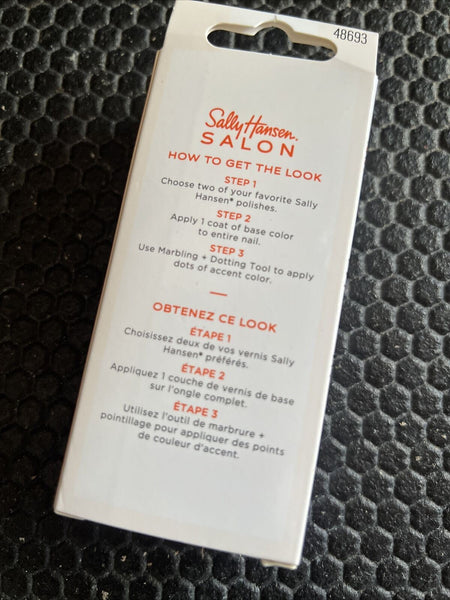 48693
Sally Hansen.
SALON
HOW TO GET THE LOOK
STEP 1
Choose two of your favorite Sally
Hansen® polishes.
STEP 2
Apply 1 coat of base color
to entire nail.
STEP 3
Use Marbling + Dotting Tool to apply
dots of accent color.
OBTENEZ CE LOOK
ÉTAPE 1
Choisissez deux de vos vernis Sally
Hansen® préférés.
ÉTAPE 2
Appliquez 1 couche de vernis de base
sur l'ongle complet.
ÉTAPE 3
Utilisez l'outil de marbrure +
pointillage pour appliquer des points
de couleur d'accent.